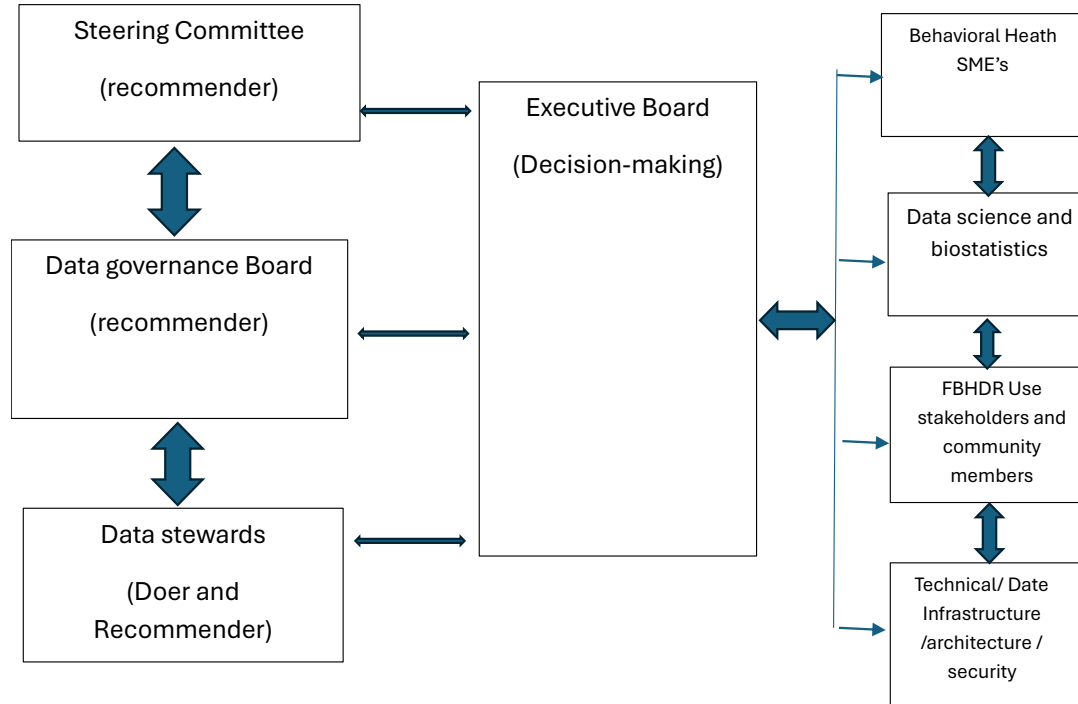 Steering Committee
(recommender)
Data governance Board
(recommender)
Data stewards
(Doer and
Recommender)
Executive Board
(Decision-making)
Behavioral Heath
SME’s
Data science and
biostatistics
FBHDR Use
stakeholders and
community
members
Technical/ Date
Infrastructure
/architecture /
security